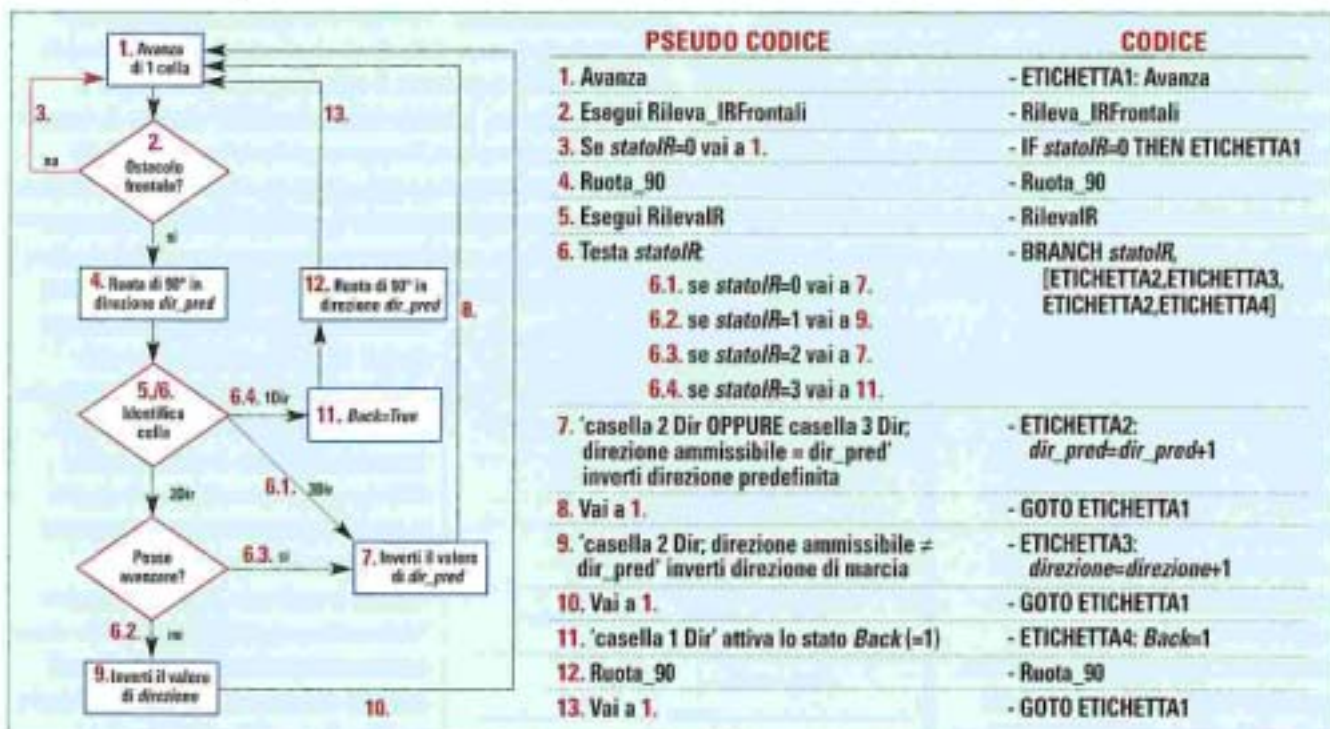 1. Avanza
di 1 cella
3.
no
2.
Ostacolo
frontale?
si
13.
4. Ruota di 90° in
direzione dir_pred
12. Ruota di 90° in
direzione dir_pred
8.
5./6.
Identifica
cella
6.4. 1Dir
11. Back=True
2Dir
6.1. 3Dir
Posso
avanzare?
6.3. si
7. Inverti il valore
di dir_pred
6.2. no
9. Inverti il valore
di direzione
10.
PSEUDO CODICE
1. Avanza
2. Esegui Rileva_IRFrontali
3. Se statoIR=0 vai a 1.
4. Ruota_90
5. Esegui RilevaIR
6. Testa statoIR:
6.1. se statoIR=0 vai a 7.
6.2. se statoIR=1 vai a 9.
6.3. se statoIR=2 vai a 7.
6.4. se statoIR=3 vai a 11.
7. 'casella 2 Dir OPPURE casella 3 Dir;
direzione ammissibile = dir_pred'
inverti direzione predefinita
8. Vai a 1.
9. 'casella 2 Dir; direzione ammissibile ≠
dir_pred' inverti direzione di marcia
10. Vai a 1.
11. 'casella 1 Dir' attiva lo stato Back (=1)
12. Ruota_90
13. Vai a 1.
CODICE
- ETICHETTA1: Avanza
- Rileva_IRFrontali
- IF statoIR=0 THEN ETICHETTA1
- Ruota_90
- RilevaIR
- BRANCH statoIR,
[ETICHETTA2,ETICHETTA3,
ETICHETTA2,ETICHETTA4]
- ETICHETTA2:
dir_pred=dir_pred+1
- GOTO ETICHETTA1
- ETICHETTA3:
direzione=direzione+1
- GOTO ETICHETTA1
- ETICHETTA4: Back=1
- Ruota_90
- GOTO ETICHETTA1